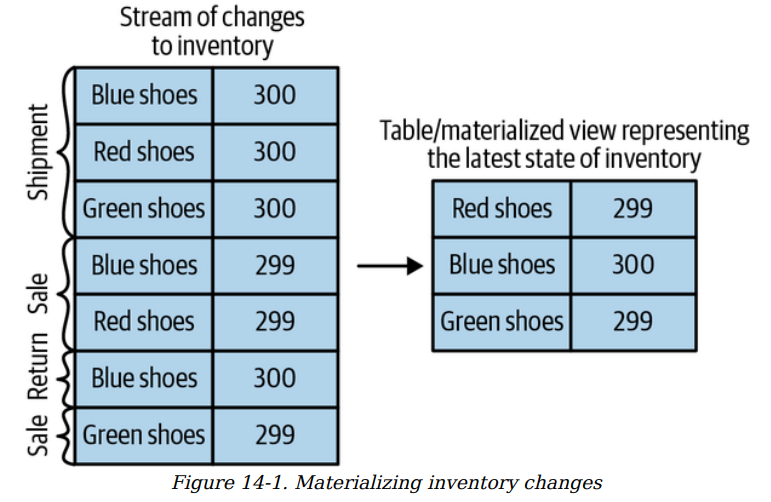 Stream of changes
to inventory
Shipment
Blue shoes 300
Red shoes 300
Green shoes 300
Sale
Blue shoes 299
Red shoes 299
Return
Blue shoes 300
Sale
Green shoes 299
Table/materialized view representing
the latest state of inventory
Red shoes 299
Blue shoes 300
Green shoes 299
Figure 14-1. Materializing inventory changes